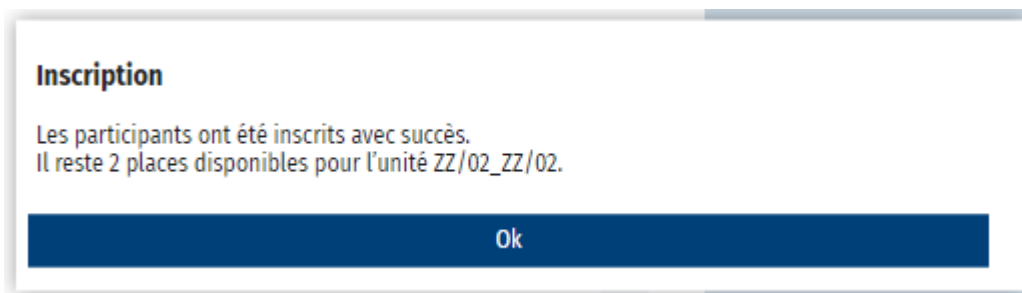 Inscription
Les participants ont été inscrits avec succès.
Il reste 2 places disponibles pour l'unité ZZ/02_ZZ/02.
Ok